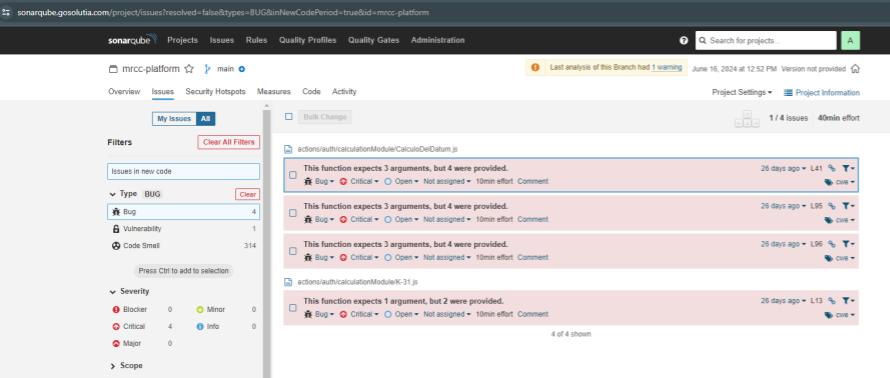 sonarqube.gosolutia.com/project/issues?resolved=false&types=BUG&inNewCodePeriod=true&id=mrcc-platform
sonarqube Projects Issues Rules Quality Profiles Quality Gates Administration ? Search for projects... A
mrcc-platform main Last analysis of this Branch had 1 warning June 16, 2024 at 12:52 PM Version not provided
Overview Issues Security Hotspots Measures Code Activity Project Settings Project Information
My Issues All Bulk Change 1 / 4 issues 40min effort
Filters Clear All Filters
Issues in new code
Type BUG Clear
Bug 4
Vulnerability 1
Code Smell 314
Press Ctrl to add to selection
Severity
Blocker 0 Minor 0
Critical 4 Info 0
Major 0
Scope
actions/auth/calculationModule/CalculoDelDatum.js
This function expects 3 arguments, but 4 were provided. 26 days ago L41
Bug Critical Open Not assigned 10min effort Comment cwe
This function expects 3 arguments, but 4 were provided. 26 days ago L95
Bug Critical Open Not assigned 10min effort Comment cwe
This function expects 3 arguments, but 4 were provided. 26 days ago L96
Bug Critical Open Not assigned 10min effort Comment cwe
actions/auth/calculationModule/K-31.js
This function expects 1 argument, but 2 were provided. 26 days ago L13
Bug Critical Open Not assigned 10min effort Comment cwe
4 of 4 shown